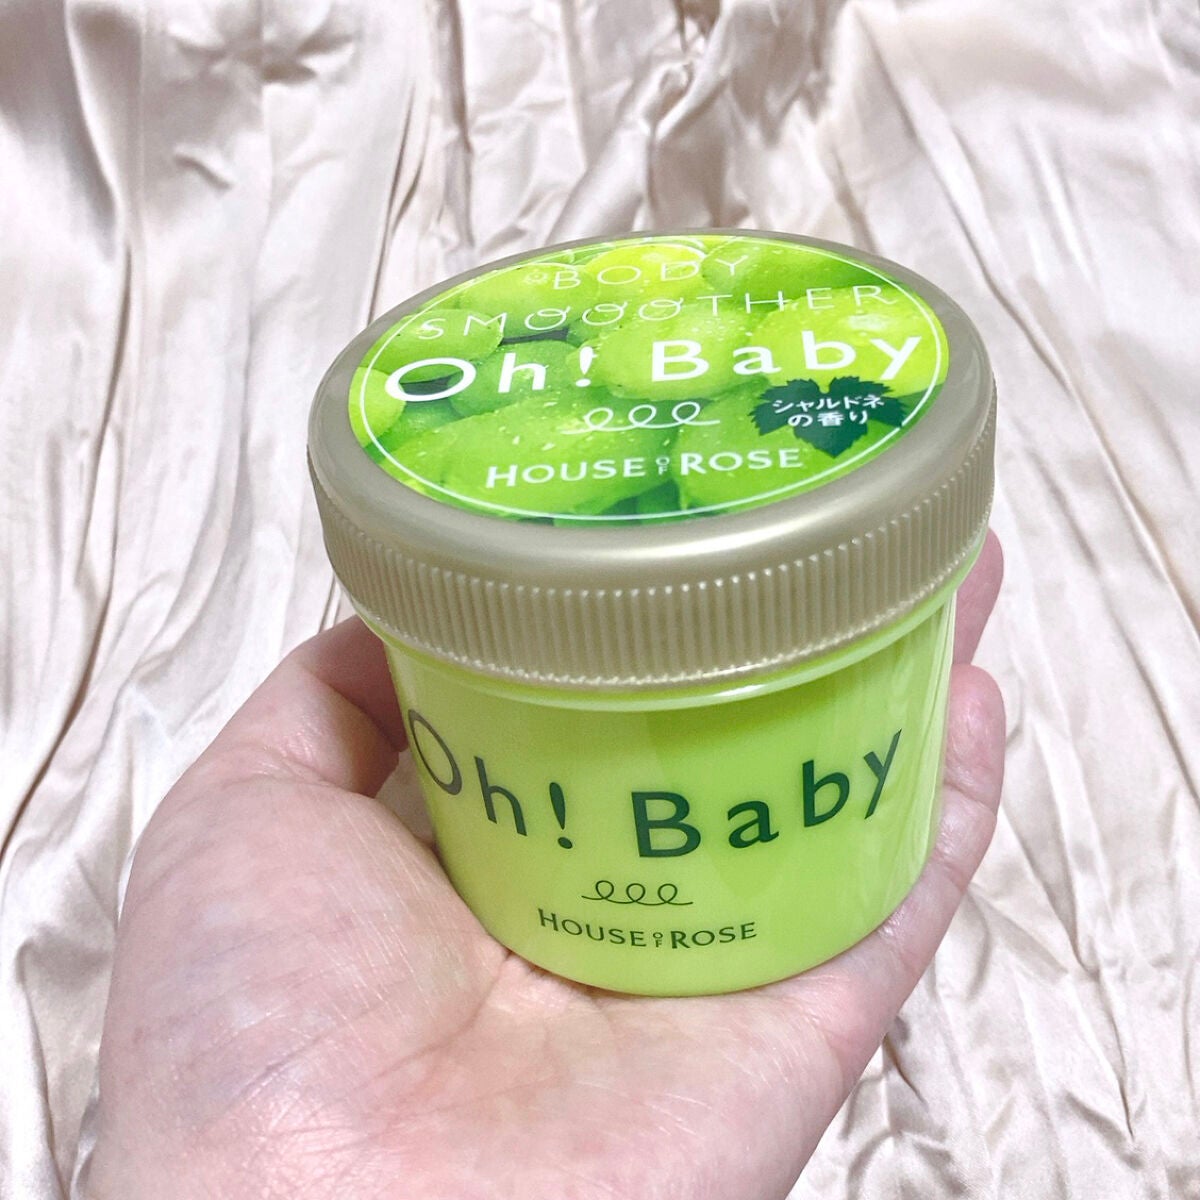 BODY
SMOOOTHER
Oh! Baby
シャルドネ
の香り
HOUSE OF ROSE
Oh! Baby
HOUSE OF ROSE